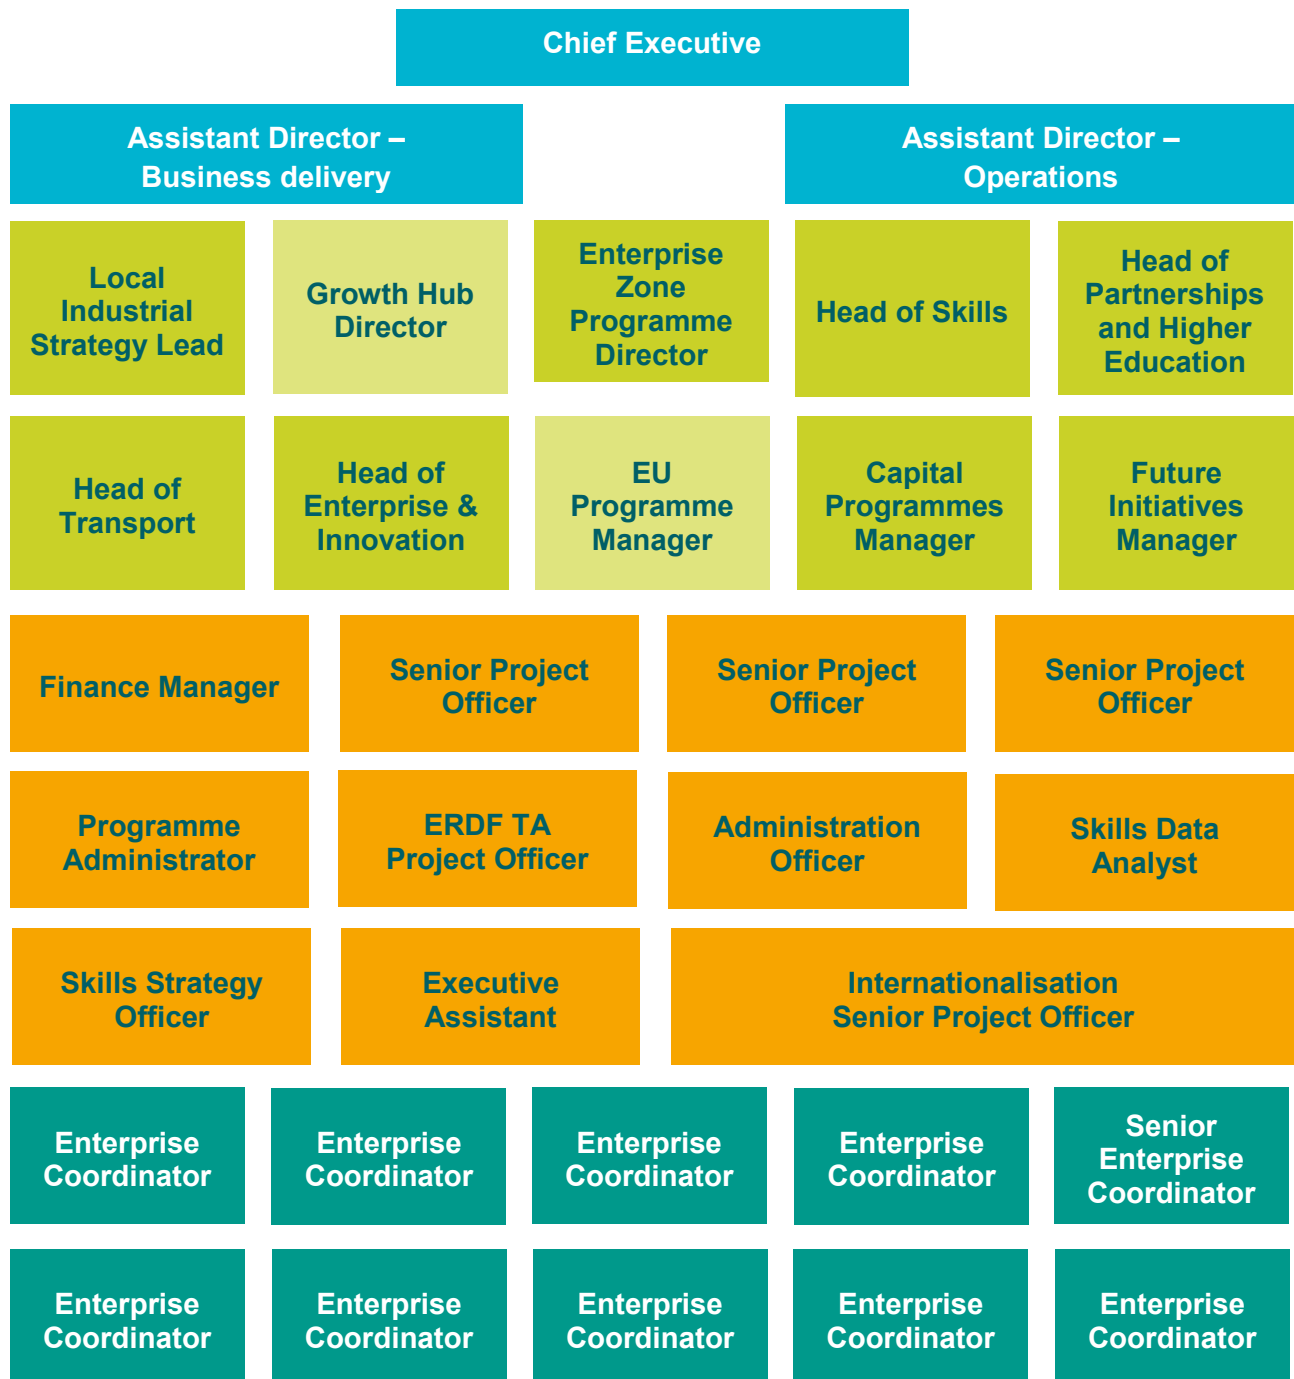 Chief Executive
Assistant Director –
Business delivery
Assistant Director –
Operations
Local
Industrial
Strategy Lead
Growth Hub
Director
Enterprise
Zone
Programme
Director
Head of Skills
Head of
Partnerships
and Higher
Education
Head of
Transport
Head of
Enterprise &
Innovation
EU
Programme
Manager
Capital
Programmes
Manager
Future
Initiatives
Manager
Finance Manager
Senior Project
Officer
Senior Project
Officer
Senior Project
Officer
Programme
Administrator
ERDF TA
Project Officer
Administration
Officer
Skills Data
Analyst
Skills Strategy
Officer
Executive
Assistant
Internationalisation
Senior Project Officer
Enterprise
Coordinator
Enterprise
Coordinator
Enterprise
Coordinator
Enterprise
Coordinator
Senior
Enterprise
Coordinator
Enterprise
Coordinator
Enterprise
Coordinator
Enterprise
Coordinator
Enterprise
Coordinator
Enterprise
Coordinator